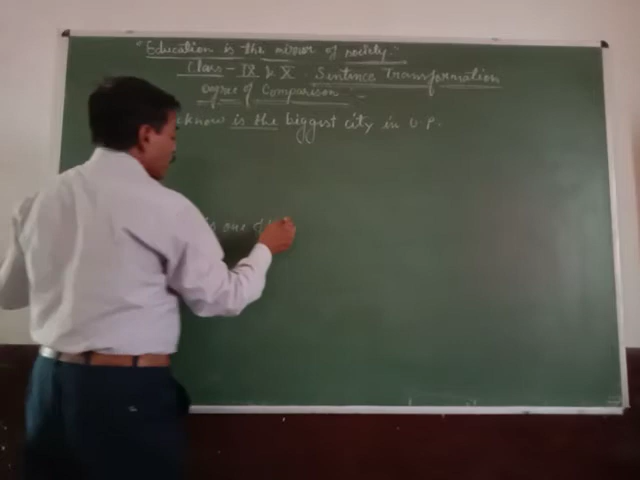 "Education is the mirror of society."
Class - IX & X. Sentence Transformation
Degree of Comparison :-
know is the biggest city in U.P.
is one of